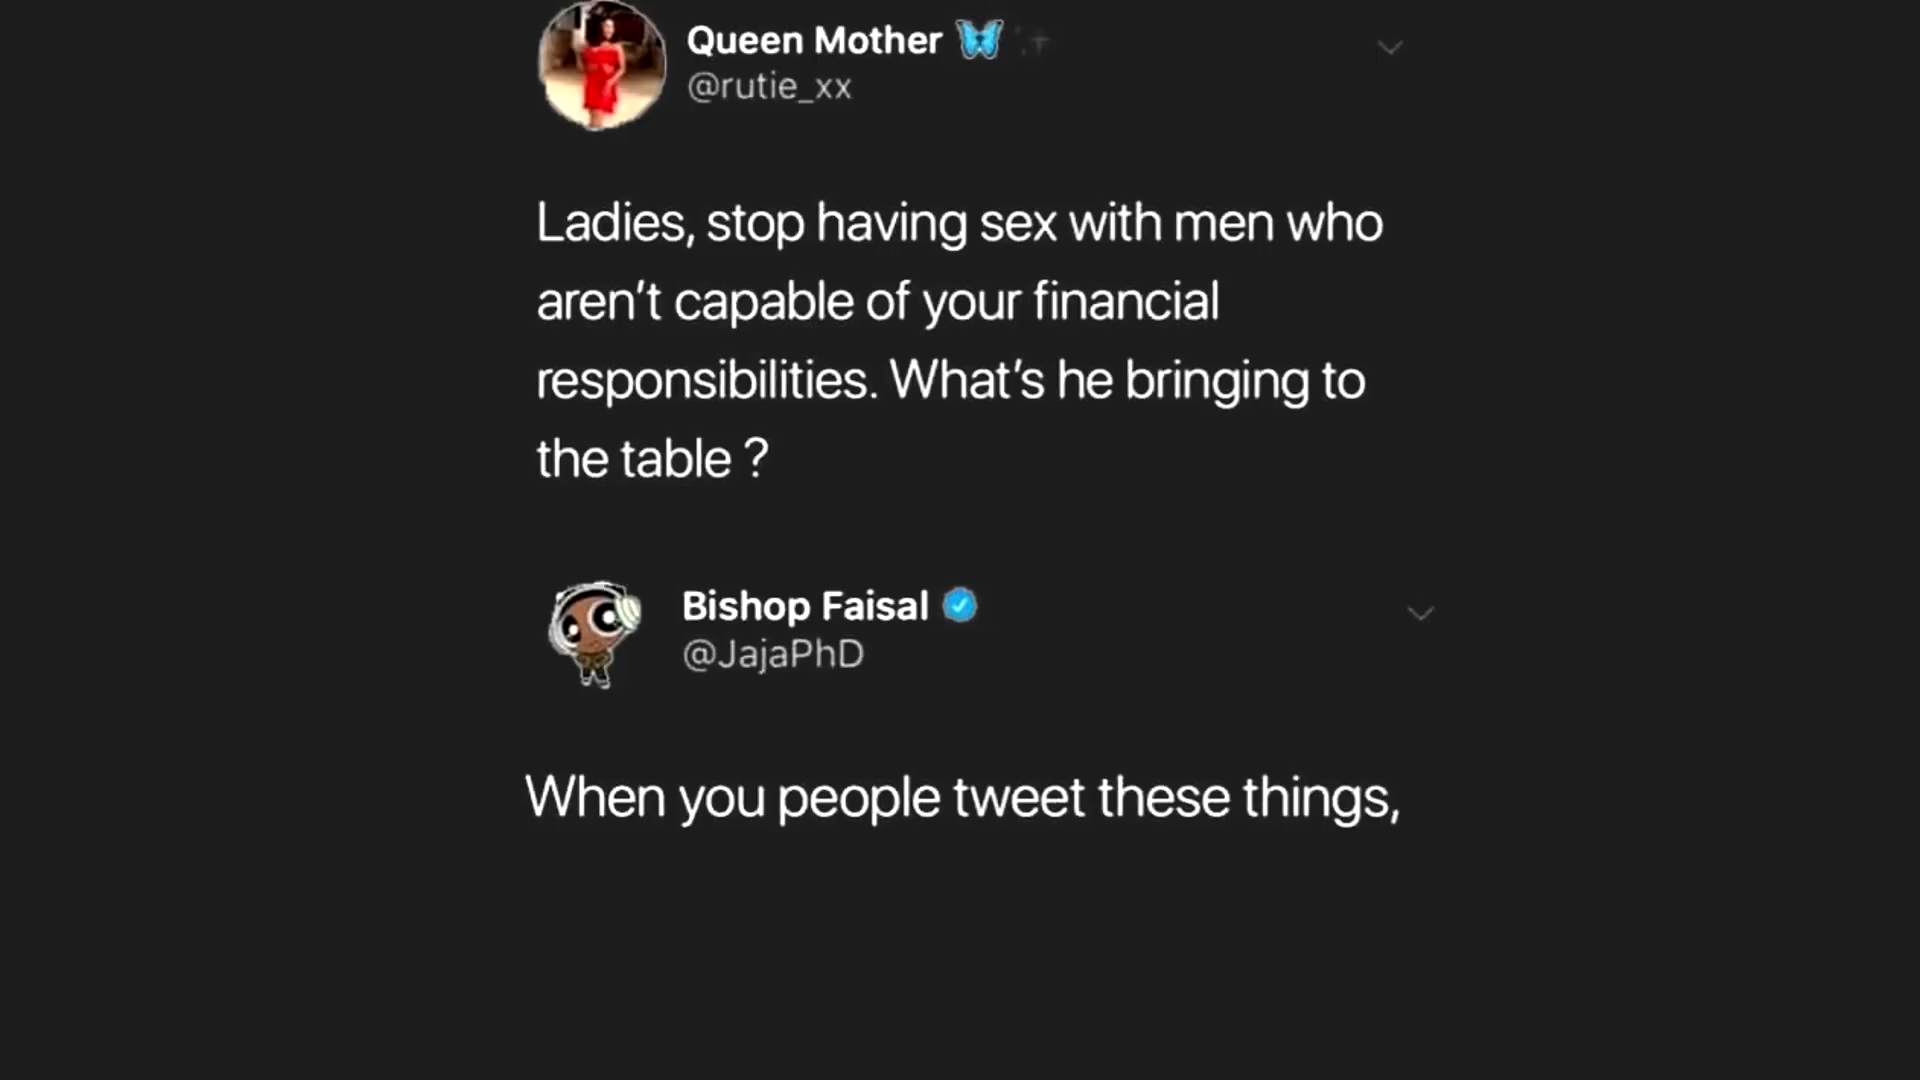 Queen Mother 🦋
@rutie_xx
Ladies, stop having sex with men who
aren't capable of your financial
responsibilities. What's he bringing to
the table ?
Bishop Faisal
@JajaPhD
When you people tweet these things,